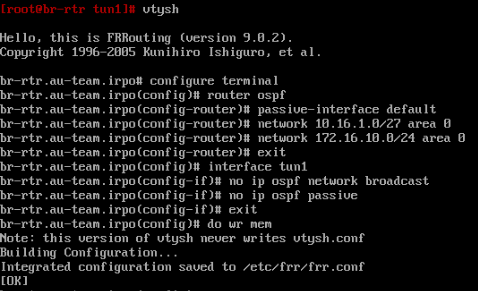 [root@br-rtr tun1]# vtysh
Hello, this is FRRouting (version 9.0.2).
Copyright 1996-2005 Kunihiro Ishiguro, et al.
br-rtr.au-team.irpo# configure terminal
br-rtr.au-team.irpo(config)# router ospf
br-rtr.au-team.irpo(config-router)# passive-interface default
br-rtr.au-team.irpo(config-router)# network 10.16.1.0/27 area 0
br-rtr.au-team.irpo(config-router)# network 172.16.10.0/24 area 0
br-rtr.au-team.irpo(config-router)# exit
br-rtr.au-team.irpo(config)# interface tun1
br-rtr.au-team.irpo(config-if)# no ip ospf network broadcast
br-rtr.au-team.irpo(config-if)# no ip ospf passive
br-rtr.au-team.irpo(config-if)# exit
br-rtr.au-team.irpo(config)# do wr mem
Note: this version of vtysh never writes vtysh.conf
Building Configuration...
Integrated configuration saved to /etc/frr/frr.conf
[OK]